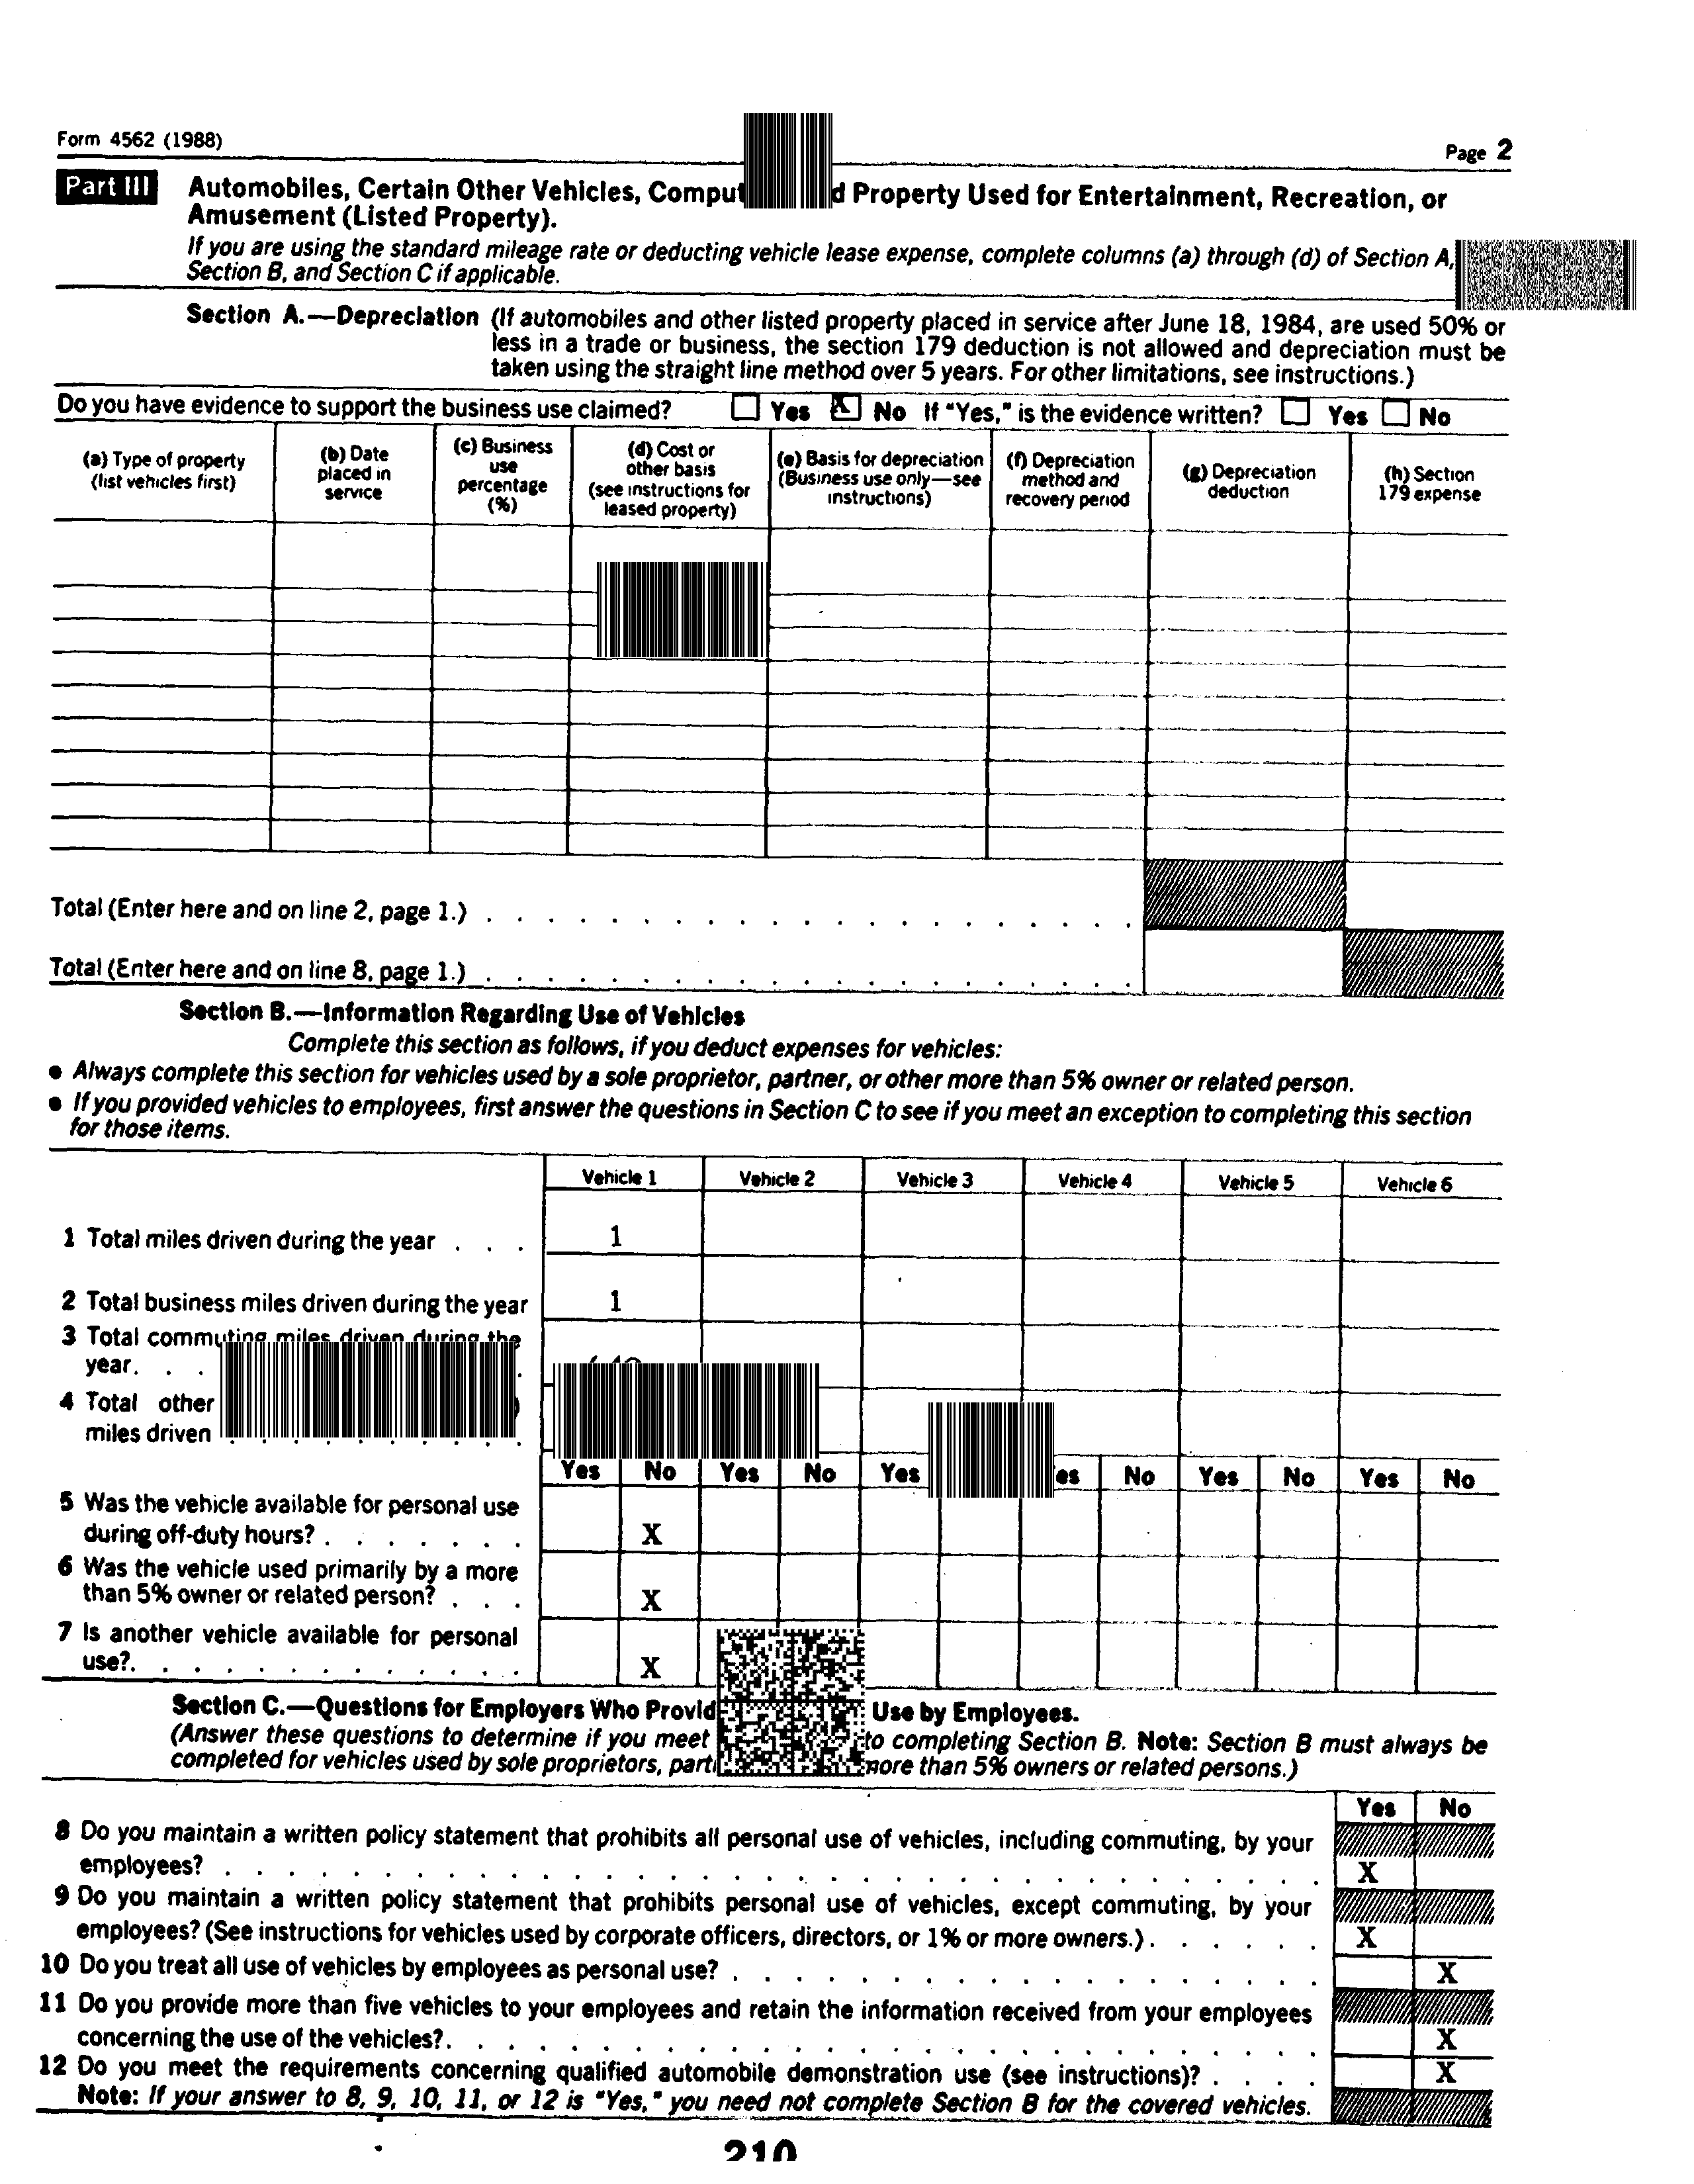 Form 4562 (1988)
Page 2
Part III Automobiles, Certain Other Vehicles, d Property Used for Entertainment, Recreation, or
Amusement (Listed Property).
If you are using the standard mileage rate or deducting vehicle lease expense, complete columns (a) through (d) of Section A,
Section B, and Section C if applicable.
Section A.—Depreciation (If automobiles and other listed property placed in service after June 18, 1984, are used 50% or
less in a trade or business, the section 179 deduction is not allowed and depreciation must be
taken using the straight line method over 5 years. For other limitations, see instructions.)
Do you have evidence to support the business use claimed? Yes X No If "Yes," is the evidence written? Yes No
(a) Type of property
(list vehicles first)
(b) Date
placed in
service
(c) Business
use
percentage
(%)
(d) Cost or
other basis
(see instructions for
leased property)
(e) Basis for depreciation
(Business use only—see
instructions)
(f) Depreciation
method and
recovery period
(g) Depreciation
deduction
(h) Section
179 expense
Total (Enter here and on line 2, page 1.) . . . . . . . . . . . . . . . . . . . . .
Total (Enter here and on line 8, page 1.) . . . . . . . . . . . . . . . . . . . . .
Section B.—Information Regarding Use of Vehicles
Complete this section as follows, if you deduct expenses for vehicles:
● Always complete this section for vehicles used by a sole proprietor, partner, or other more than 5% owner or related person.
● If you provided vehicles to employees, first answer the questions in Section C to see if you meet an exception to completing this section
for those items.
Vehicle 1 Vehicle 2 Vehicle 3 Vehicle 4 Vehicle 5 Vehicle 6
1 Total miles driven during the year . . . 1
2 Total business miles driven during the year 1
3 Total commuting miles driven during the
year. . .
4 Total other
miles driven
Yes No Yes No Yes es No Yes No Yes No
5 Was the vehicle available for personal use
during off-duty hours? . . . . . . . X
6 Was the vehicle used primarily by a more
than 5% owner or related person? . . . X
7 Is another vehicle available for personal
use?. . . . . . . . . . . . . X
Section C.—Questions for Employers Who Provid Use by Employees.
(Answer these questions to determine if you meet to completing Section B. Note: Section B must always be
completed for vehicles used by sole proprietors, more than 5% owners or related persons.)
Yes No
8 Do you maintain a written policy statement that prohibits all personal use of vehicles, including commuting, by your
employees? . . . . . . . . . . . . . . . . . . . . . . . . . . . . . . . . . . . X
9 Do you maintain a written policy statement that prohibits personal use of vehicles, except commuting, by your
employees? (See instructions for vehicles used by corporate officers, directors, or 1% or more owners.) . . . . . . X
10 Do you treat all use of vehicles by employees as personal use? . . . . . . . . . . . . . . . . . . . X
11 Do you provide more than five vehicles to your employees and retain the information received from your employees
concerning the use of the vehicles?. . . . . . . . . . . . . . . . . . . . . . . . . . . . X
12 Do you meet the requirements concerning qualified automobile demonstration use (see instructions)? . . . . X
Note: If your answer to 8, 9, 10, 11, or 12 is "Yes," you need not complete Section B for the covered vehicles.
210